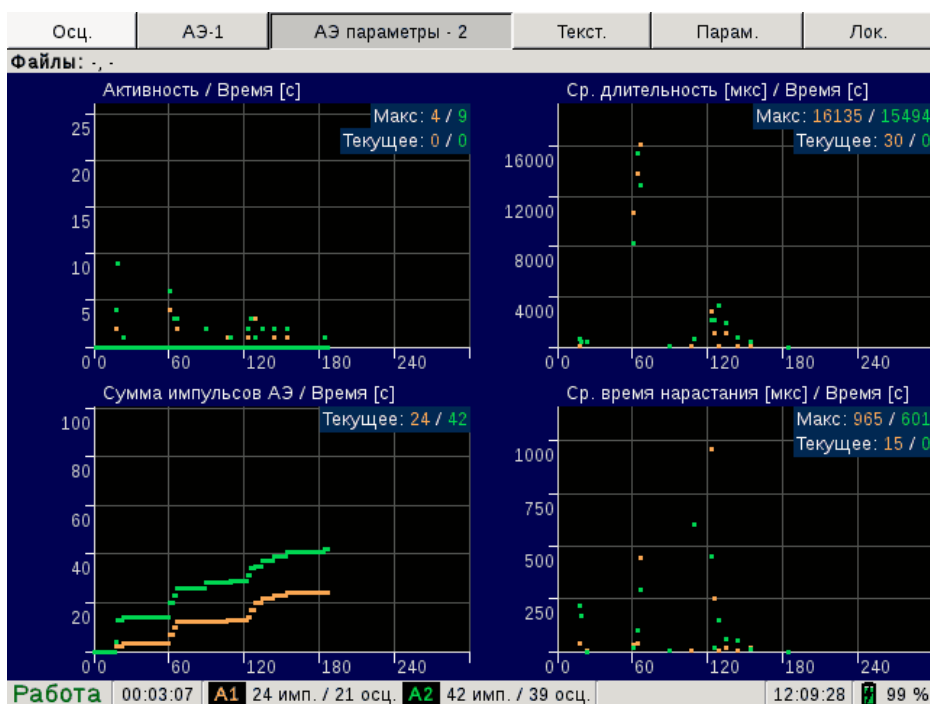 Осц. АЭ-1 АЭ параметры - 2 Текст. Парам. Лок.
Файлы: -, -
Активность / Время [с]
Макс: 4 / 9
Текущее: 0 / 0
25
20
15
10
5
0 0 60 120 180 240
Ср. длительность [мкс] / Время [с]
Макс: 16135 / 15494
Текущее: 30 / 0
16000
12000
8000
4000
0 0 60 120 180 240
Сумма импульсов АЭ / Время [с]
Текущее: 24 / 42
100
80
60
40
20
0 0 60 120 180 240
Ср. время нарастания [мкс] / Время [с]
Макс: 965 / 601
Текущее: 15 / 0
1000
750
500
250
0 0 60 120 180 240
Работа 00:03:07 A1 24 имп. / 21 осц. A2 42 имп. / 39 осц. 12:09:28 99 %